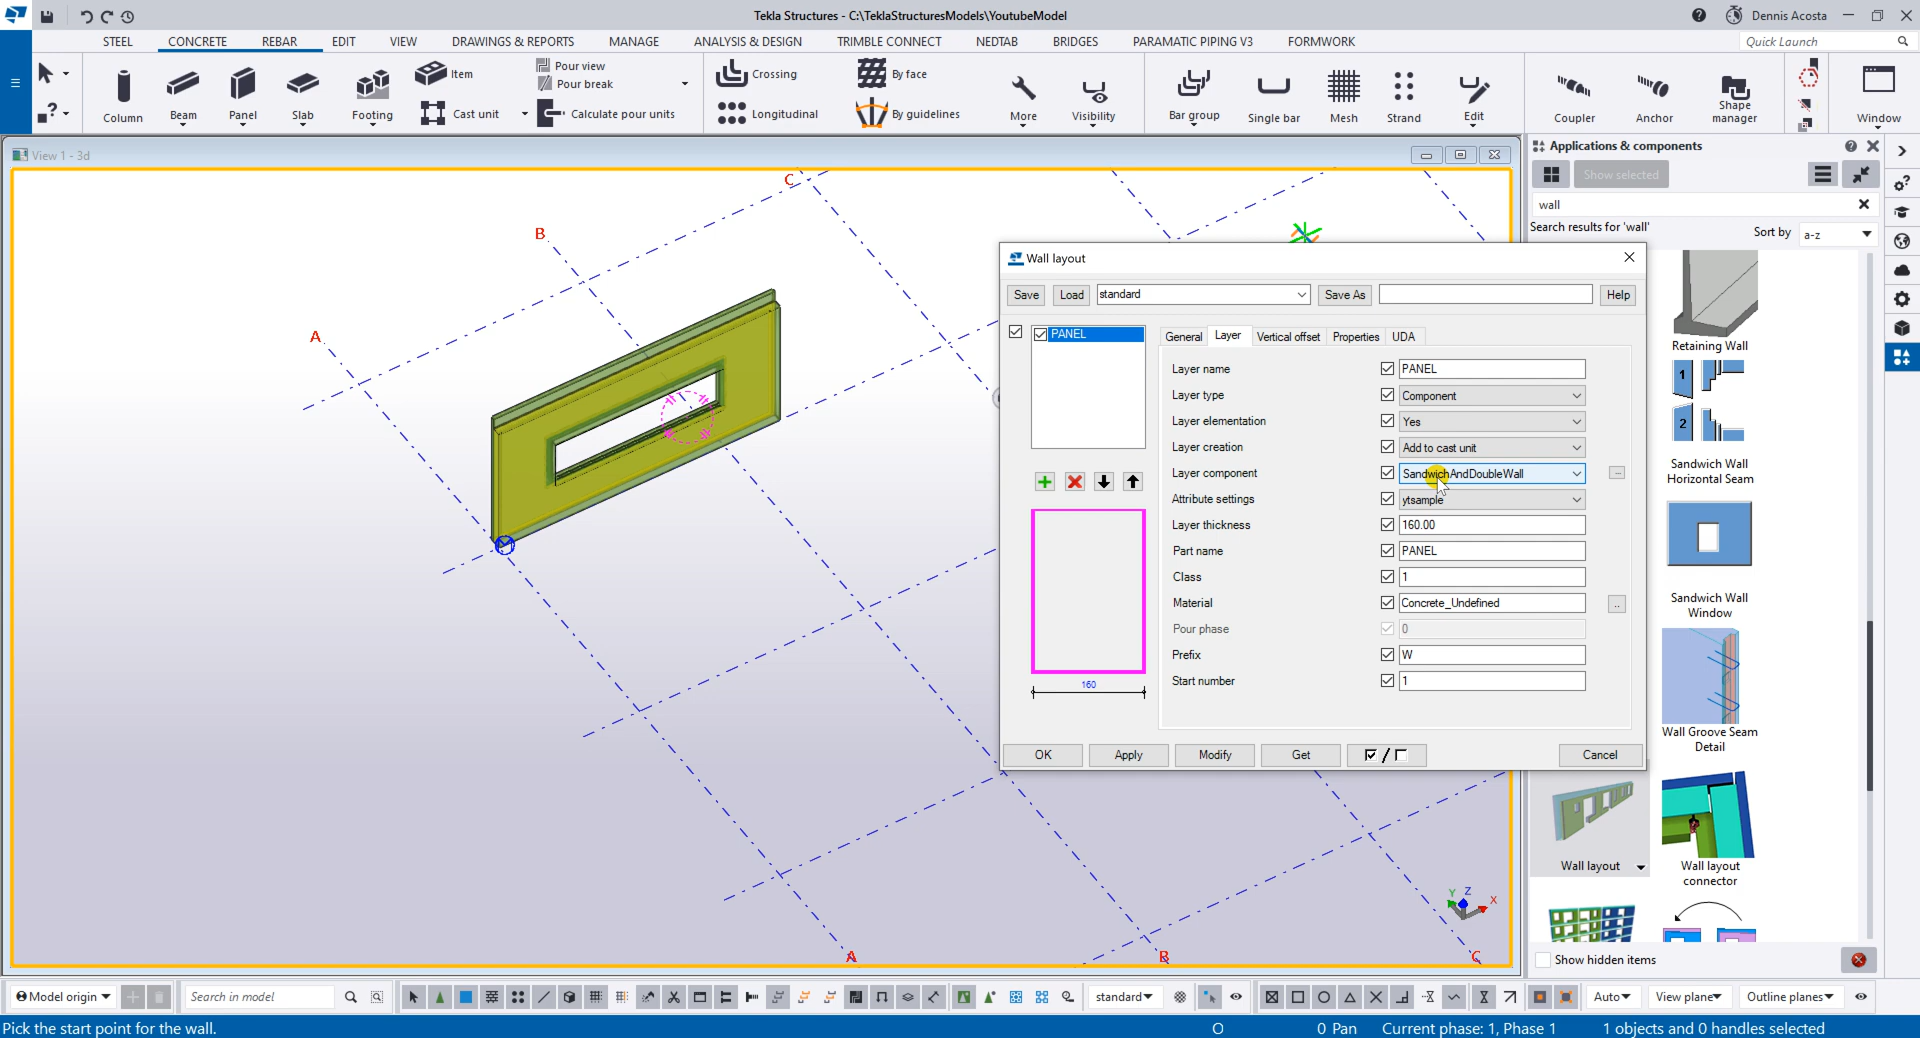 Tekla Structures - C:\TeklaStructuresModels\YoutubeModel
Dennis Acosta
STEEL CONCRETE REBAR EDIT VIEW DRAWINGS & REPORTS MANAGE ANALYSIS & DESIGN TRIMBLE CONNECT NEDTAB BRIDGES PARAMATIC PIPING V3 FORMWORK
Quick Launch
Column Beam Panel Slab Footing
Item
Cast unit
Pour view
Pour break
Calculate pour units
Crossing
Longitudinal
By face
By guidelines
More Visibility
Bar group Single bar Mesh Strand Edit
Coupler Anchor
Shape manager
Window
View 1 - 3d
A
B
C
A
B
C
Y Z X
Applications & components
Show selected
wall
Search results for 'wall'
Sort by a-z
Retaining Wall
1
2
Sandwich Wall
Horizontal Seam
Sandwich Wall
Window
Wall Groove Seam
Detail
Wall layout
Wall layout
connector
Show hidden items
Wall layout
Save Load standard Save As Help
PANEL
General Layer Vertical offset Properties UDA
Layer name PANEL
Layer type Component
Layer elementation Yes
Layer creation Add to cast unit
Layer component SandwichAndDoubleWall ...
Attribute settings ytsample
Layer thickness 160.00
Part name PANEL
Class 1
Material Concrete_Undefined ..
Pour phase 0
Prefix W
Start number 1
160
OK Apply Modify Get / Cancel
Model origin Search in model standard Auto View plane Outline planes
Pick the start point for the wall.
O 0 Pan Current phase: 1, Phase 1 1 objects and 0 handles selected